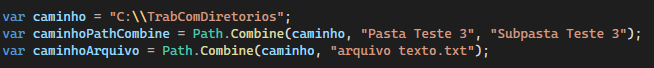 var caminho = "C:\\TrabComDiretorios";
var caminhoPathCombine = Path.Combine(caminho, "Pasta Teste 3", "Subpasta Teste 3");
var caminhoArquivo = Path.Combine(caminho, "arquivo texto.txt");